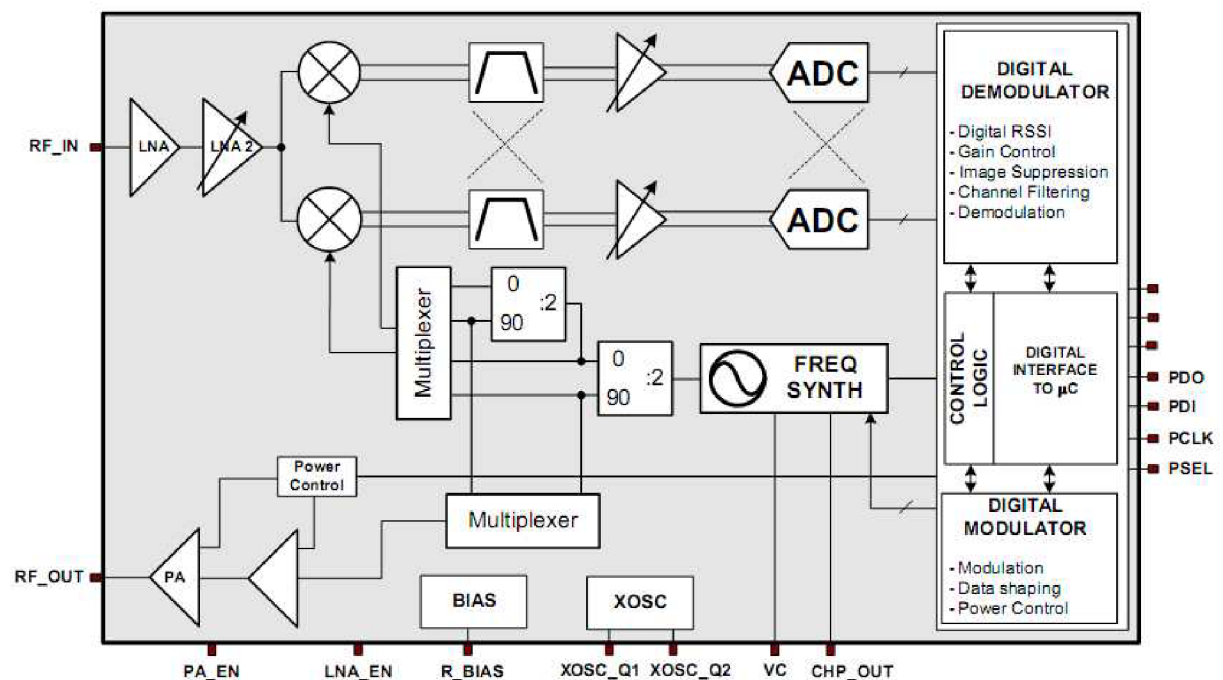 RF_IN
LNA
LNA 2
ADC
ADC
DIGITAL
DEMODULATOR
- Digital RSSI
- Gain Control
- Image Suppression
- Channel Filtering
- Demodulation
Multiplexer
0
:2
90
0
:2
90
FREQ
SYNTH
CONTROL
LOGIC
DIGITAL
INTERFACE
TO µC
PDO
PDI
PCLK
PSEL
Power
Control
Multiplexer
DIGITAL
MODULATOR
- Modulation
- Data shaping
- Power Control
RF_OUT
PA
BIAS
XOSC
PA_EN
LNA_EN
R_BIAS
XOSC_Q1
XOSC_Q2
VC
CHP_OUT